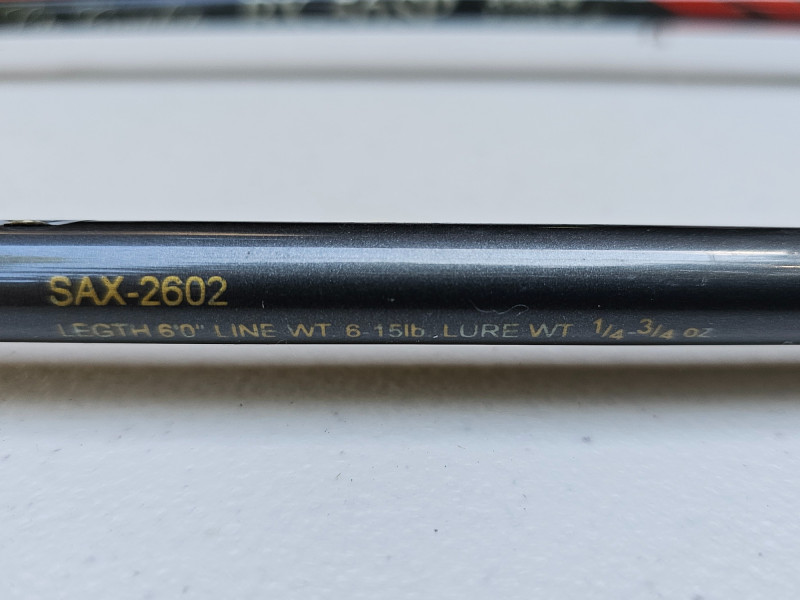 SAX-2602
LEGTH 6'0" LINE WT. 6-15lb. LURE WT. 1/4-3/4 oz